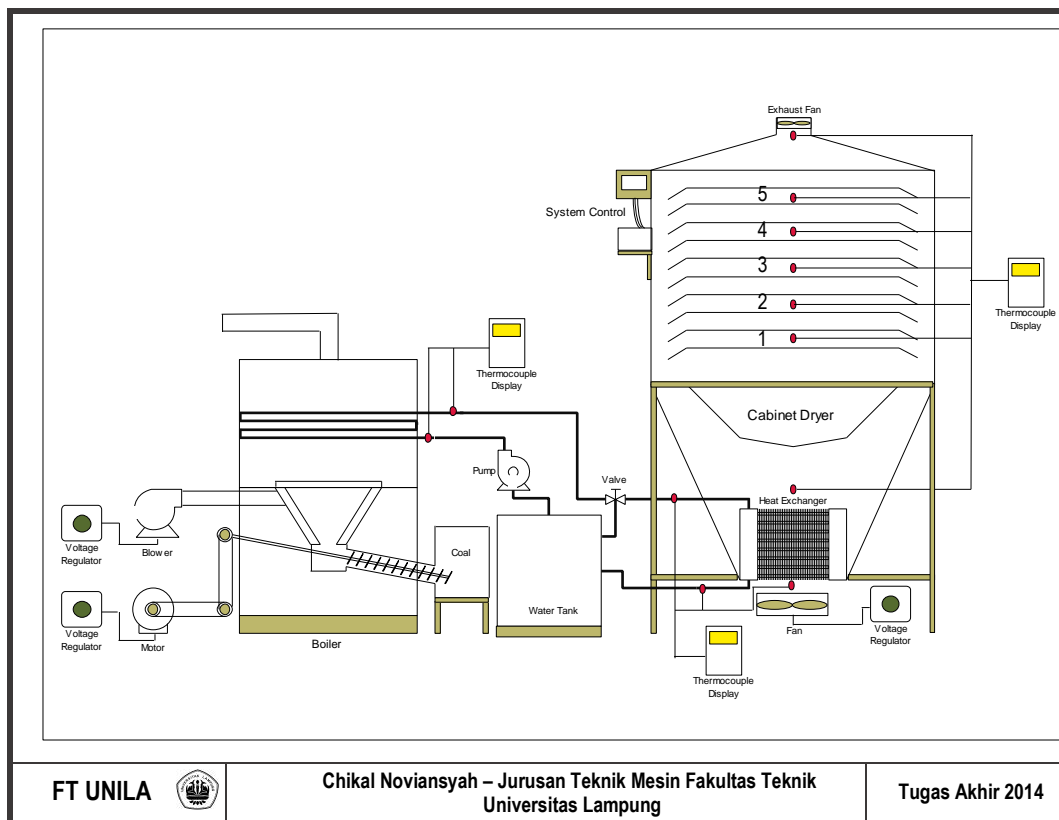 Exhaust Fan
5
System Control
4
3
2
1
Thermocouple
Display
Thermocouple
Display
Cabinet Dryer
Pump
Valve
Heat Exchanger
Voltage
Regulator
Blower
Coal
Water Tank
Voltage
Regulator
Motor
Boiler
Fan
Voltage
Regulator
Thermocouple
Display
FT UNILA
Chikal Noviansyah – Jurusan Teknik Mesin Fakultas Teknik
Universitas Lampung
Tugas Akhir 2014